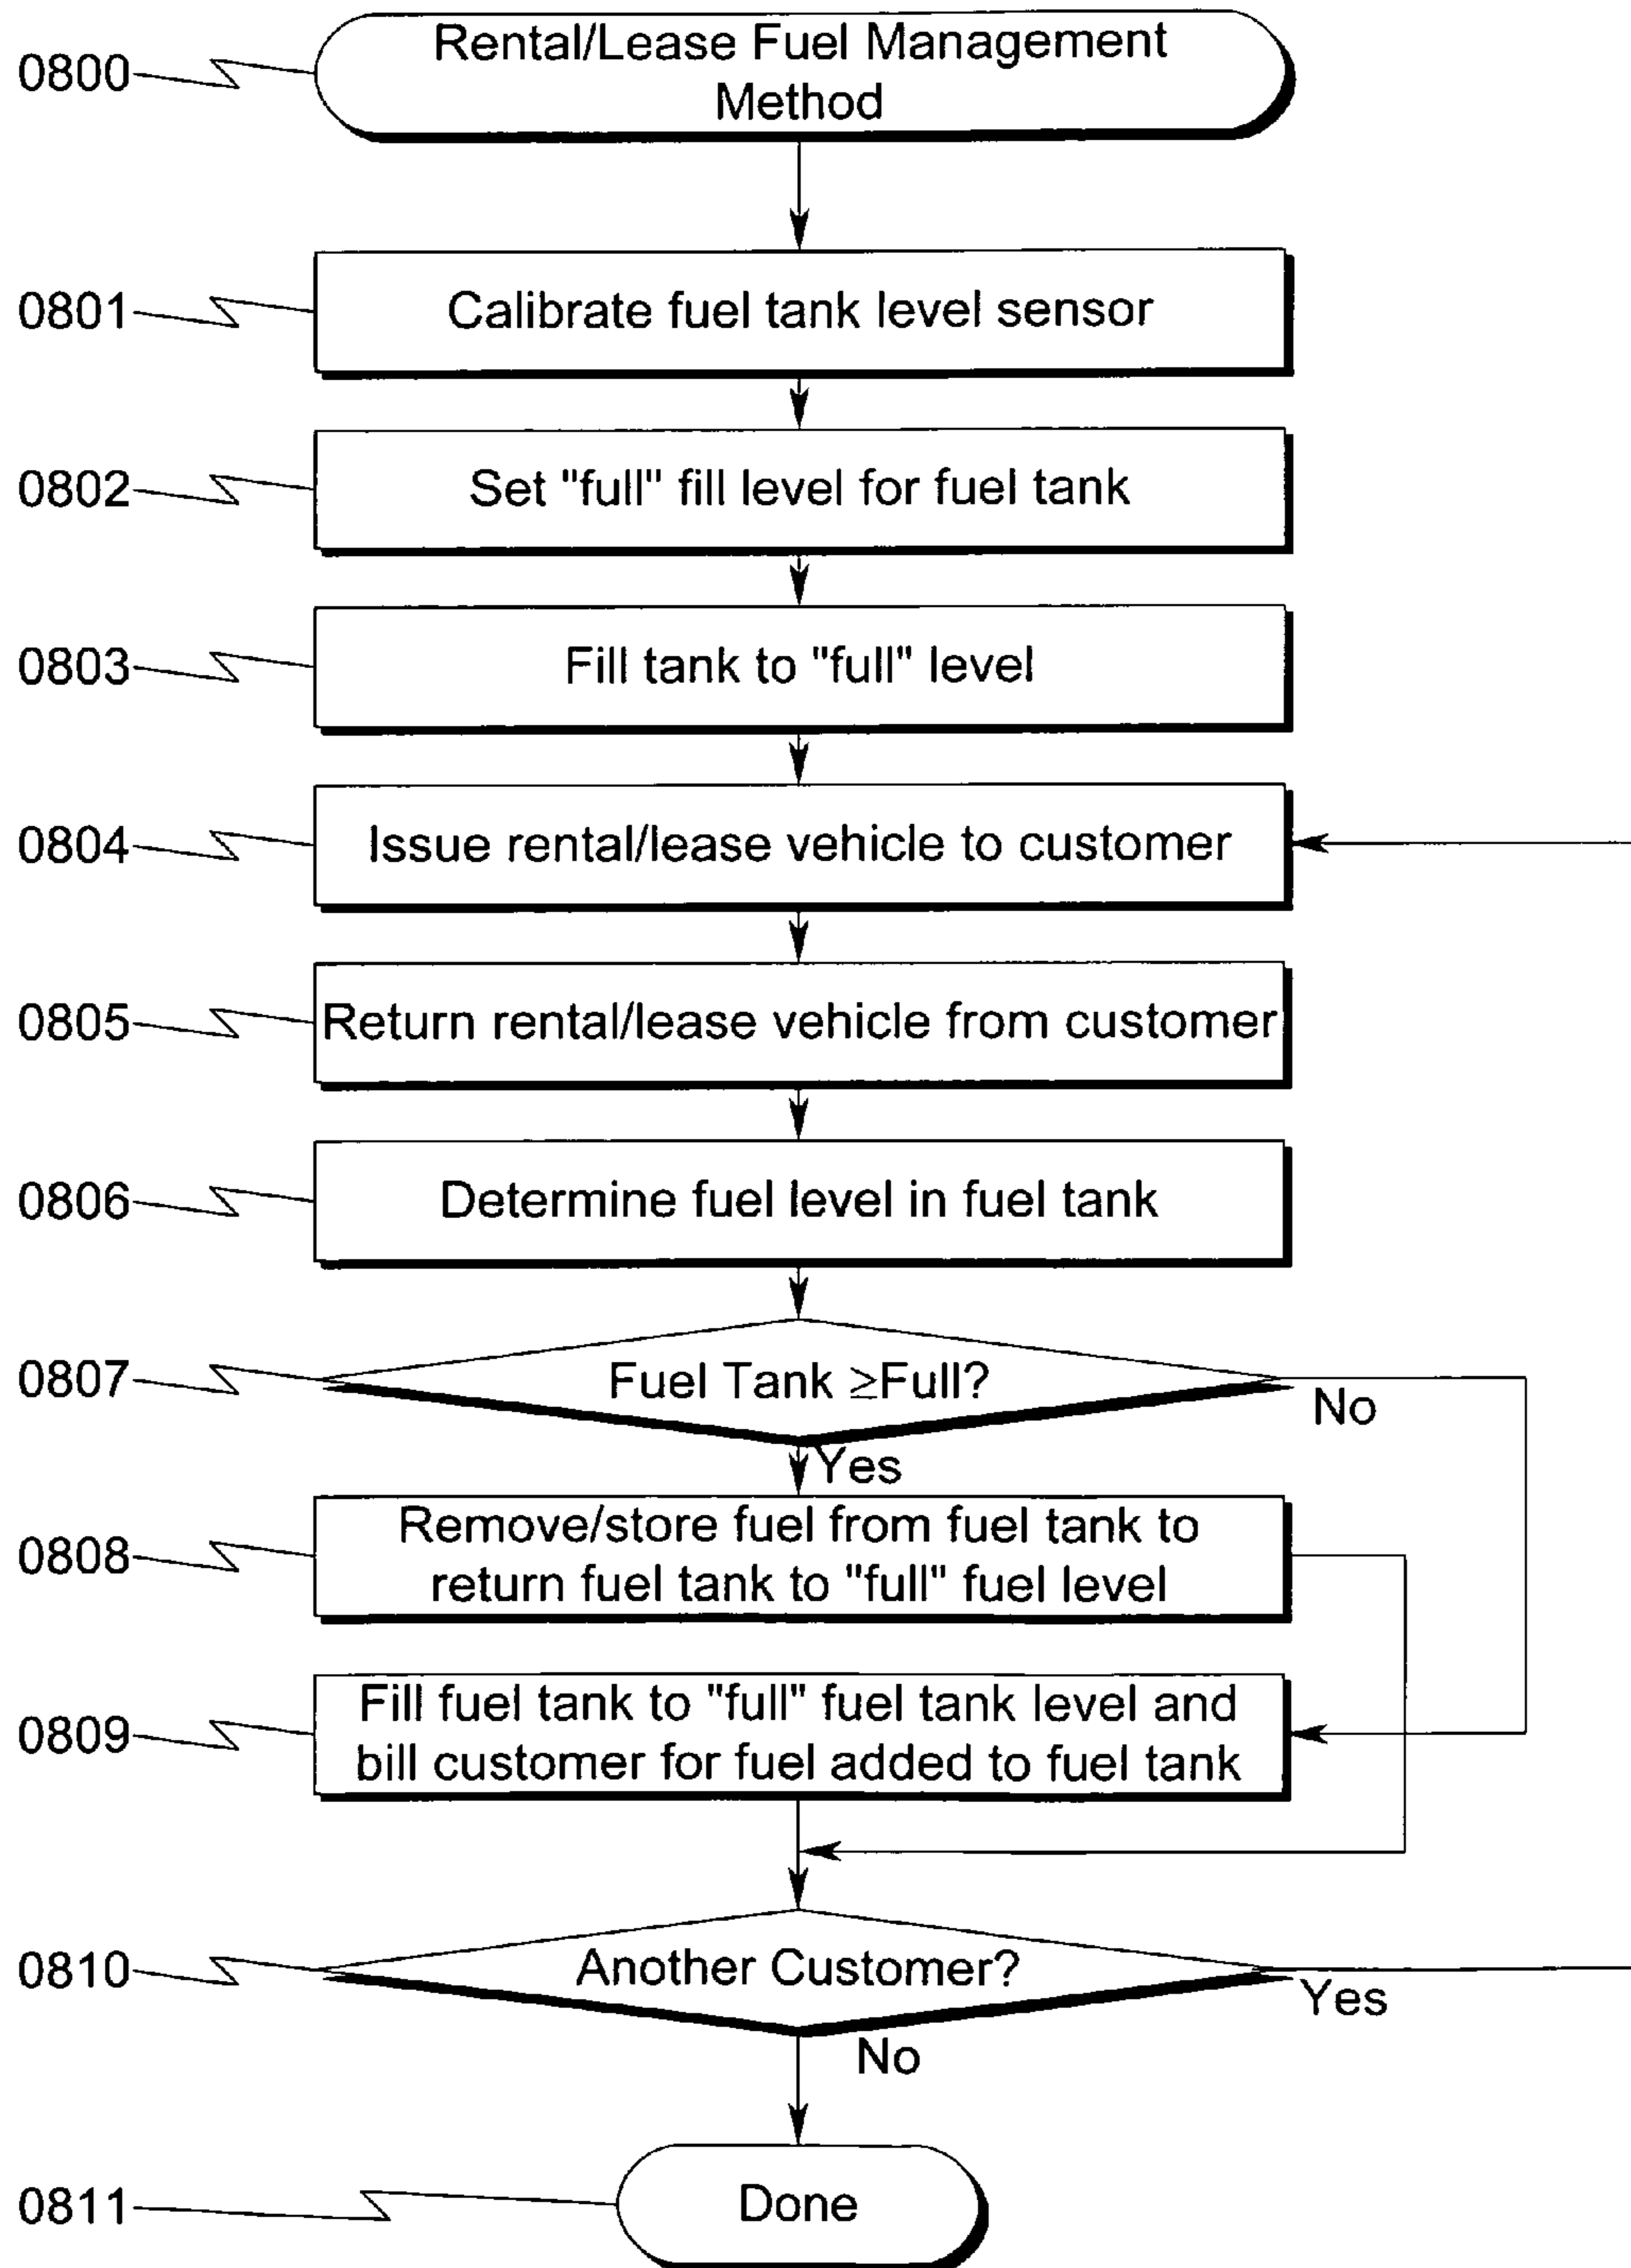 Rental/Lease Fuel Management
Method
0800
0801
Calibrate fuel tank level sensor
0802
Set "full" fill level for fuel tank
0803
Fill tank to "full" level
0804
Issue rental/lease vehicle to customer
0805
Return rental/lease vehicle from customer
0806
Determine fuel level in fuel tank
0807
Fuel Tank ≥Full?
No
Yes
0808
Remove/store fuel from fuel tank to
return fuel tank to "full" fuel level
0809
Fill fuel tank to "full" fuel tank level and
bill customer for fuel added to fuel tank
0810
Another Customer?
Yes
No
0811
Done